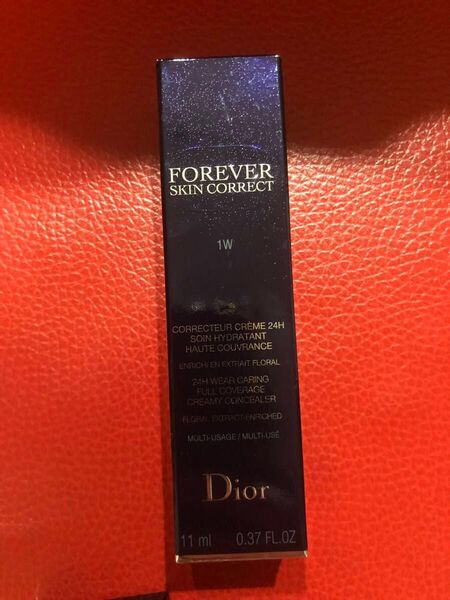 FOREVER
SKIN CORRECT
1W
CORRECTEUR CRÈME 24H
SOIN HYDRATANT
HAUTE COUVRANCE
ENRICHI EN EXTRAIT FLORAL
24H WEAR CARING
FULL COVERAGE
CREAMY CONCEALER
FLORAL EXTRACT-ENRICHED
MULTI-USAGE / MULTI-USE
Dior
11 ml 0.37 FL.OZ